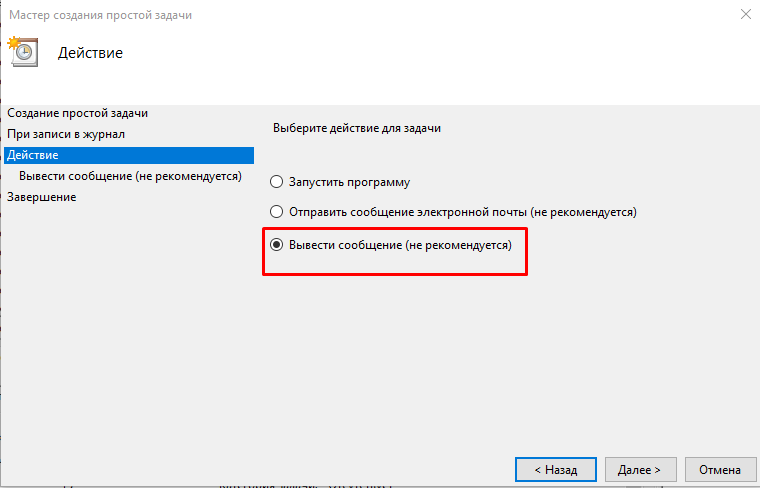 Мастер создания простой задачи
Действие
Создание простой задачи
При записи в журнал
Действие
Вывести сообщение (не рекомендуется)
Завершение
Выберите действие для задачи
Запустить программу
Отправить сообщение электронной почты (не рекомендуется)
Вывести сообщение (не рекомендуется)
< Назад
Далее >
Отмена